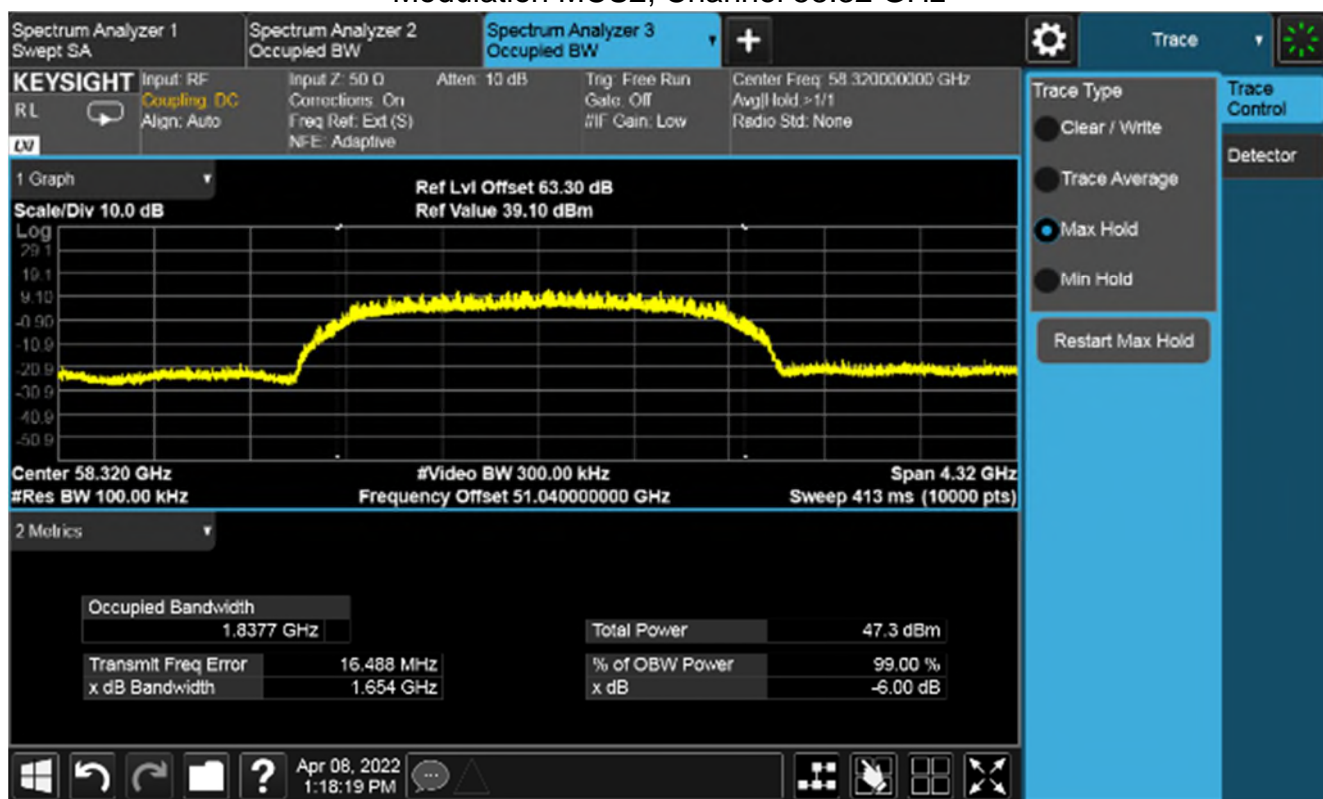 Modulation MCS2, Channel 58.32 GHz
Spectrum Analyzer 1
Swept SA
Spectrum Analyzer 2
Occupied BW
Spectrum Analyzer 3
Occupied BW
Trace
KEYSIGHT
RL
LXI
Input: RF
Coupling: DC
Align: Auto
Input Z: 50 Ω
Corrections: On
Freq Ref: Ext (S)
NFE: Adaptive
Atten: 10 dB
Trig: Free Run
Gate: Off
#IF Gain: Low
Center Freq: 58.320000000 GHz
Avg|Hold:>1/1
Radio Std: None
Trace Type
Clear / Write
Trace Average
Max Hold
Min Hold
Restart Max Hold
Trace
Control
Detector
1 Graph
Scale/Div 10.0 dB
Ref Lvl Offset 63.30 dB
Ref Value 39.10 dBm
Log
29.1
19.1
9.10
-0.90
-10.9
-20.9
-30.9
-40.9
-50.9
Center 58.320 GHz
#Video BW 300.00 kHz
Span 4.32 GHz
#Res BW 100.00 kHz
Frequency Offset 51.040000000 GHz
Sweep 413 ms (10000 pts)
2 Metrics
Occupied Bandwidth
1.8377 GHz
Total Power 47.3 dBm
Transmit Freq Error 16.488 MHz
% of OBW Power 99.00 %
x dB Bandwidth 1.654 GHz
x dB -6.00 dB
?
Apr 08, 2022
1:18:19 PM